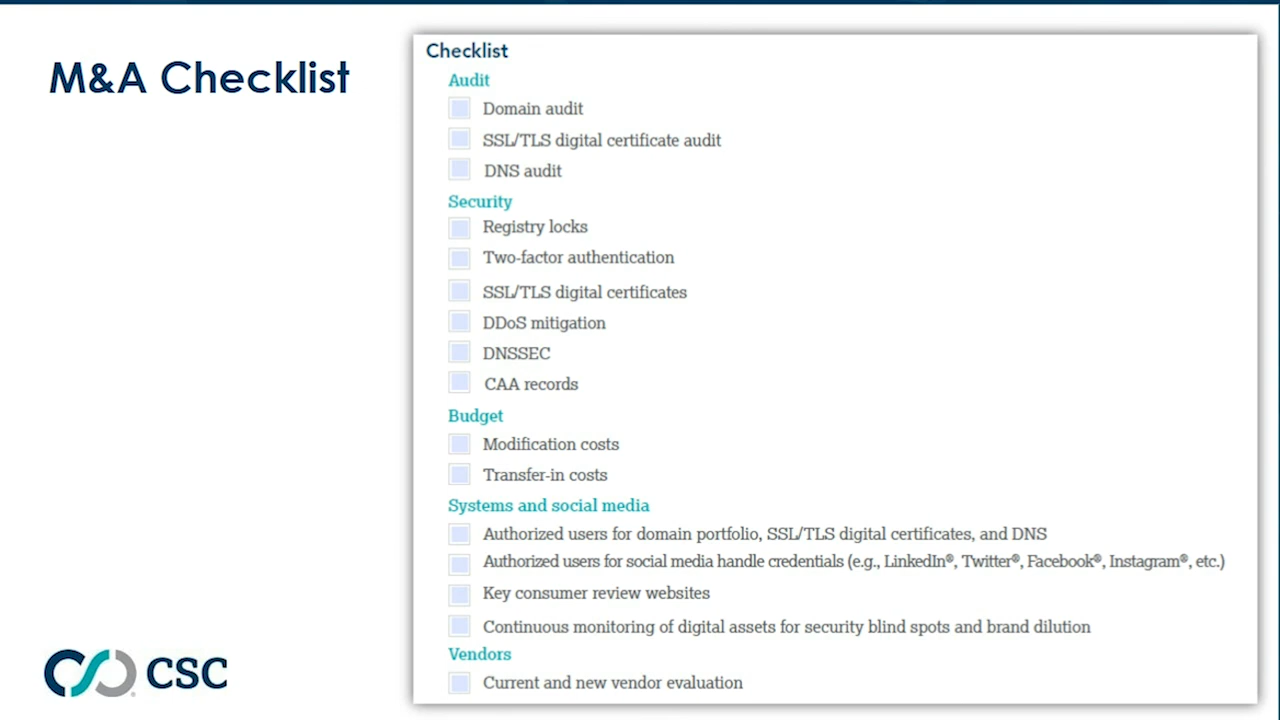 M&A Checklist
Checklist
Audit
Domain audit
SSL/TLS digital certificate audit
DNS audit
Security
Registry locks
Two-factor authentication
SSL/TLS digital certificates
DDoS mitigation
DNSSEC
CAA records
Budget
Modification costs
Transfer-in costs
Systems and social media
Authorized users for domain portfolio, SSL/TLS digital certificates, and DNS
Authorized users for social media handle credentials (e.g., LinkedIn®, Twitter®, Facebook®, Instagram®, etc.)
Key consumer review websites
Continuous monitoring of digital assets for security blind spots and brand dilution
Vendors
Current and new vendor evaluation
CSC